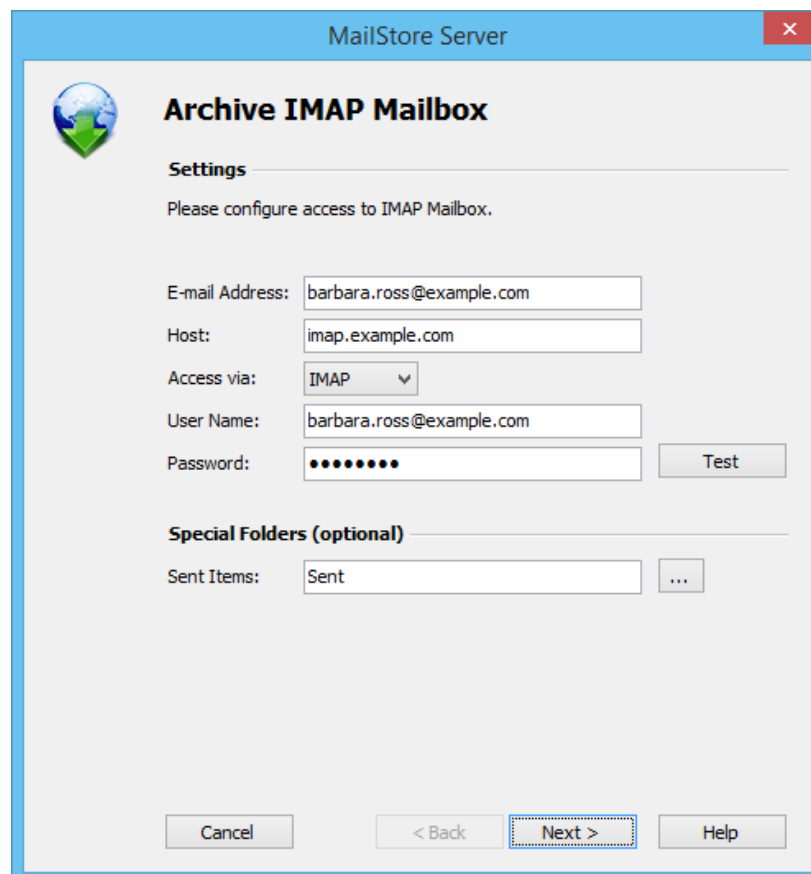 MailStore Server
Archive IMAP Mailbox
Settings
Please configure access to IMAP Mailbox.
E-mail Address: barbara.ross@example.com
Host: imap.example.com
Access via: IMAP
User Name: barbara.ross@example.com
Password: ●●●●●●●● Test
Special Folders (optional)
Sent Items: Sent ...
Cancel < Back Next > Help